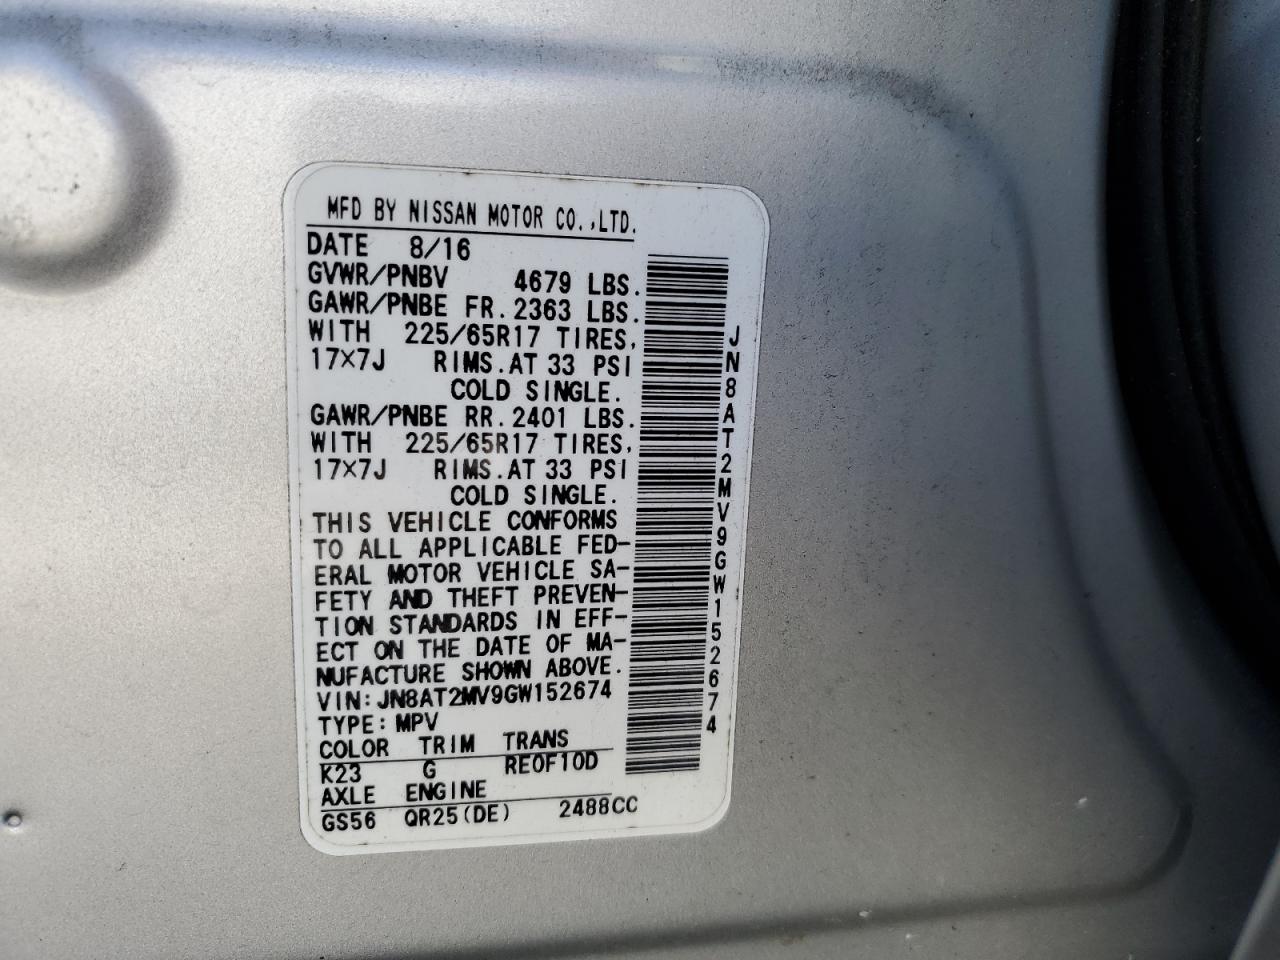 MFD BY NISSAN MOTOR CO.,LTD.
DATE 8/16
GVWR/PNBV 4679 LBS.
GAWR/PNBE FR. 2363 LBS.
WITH 225/65R17 TIRES,
17×7J RIMS. AT 33 PSI
COLD SINGLE.
GAWR/PNBE RR. 2401 LBS.
WITH 225/65R17 TIRES,
17×7J RIMS. AT 33 PSI
COLD SINGLE.
THIS VEHICLE CONFORMS
TO ALL APPLICABLE FED-
ERAL MOTOR VEHICLE SA-
FETY AND THEFT PREVEN-
TION STANDARDS IN EFF-
ECT ON THE DATE OF MA-
NUFACTURE SHOWN ABOVE.
VIN: JN8AT2MV9GW152674
TYPE: MPV
COLOR TRIM TRANS
K23 G RE0F10D
AXLE ENGINE
GS56 QR25(DE) 2488CC
JN8AT2MV9GW152674